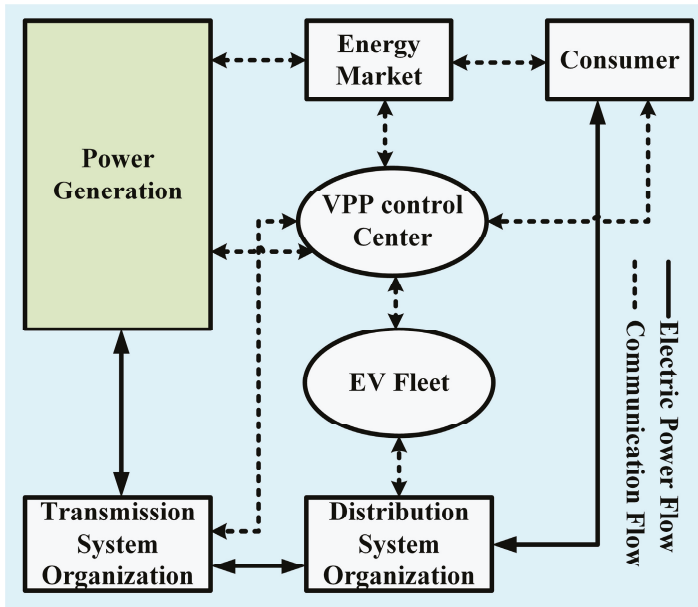 Power
Generation
Energy
Market
Consumer
VPP control
Center
EV Fleet
Transmission
System
Organization
Distribution
System
Organization
Electric Power Flow
Communication Flow